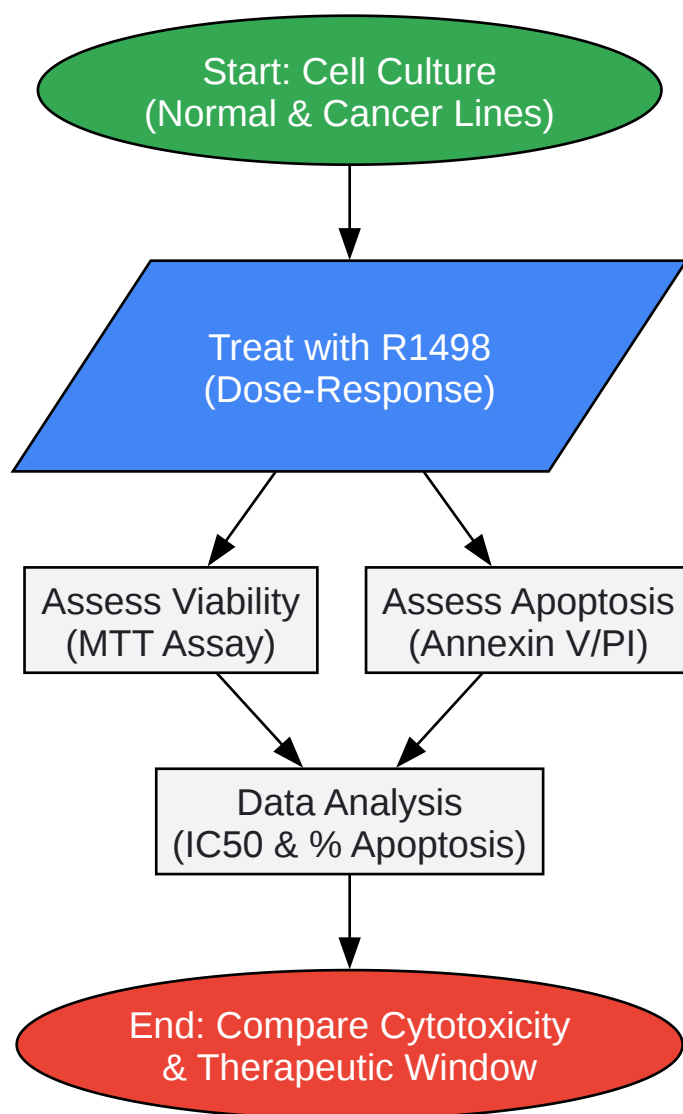 Start: Cell Culture
(Normal & Cancer Lines)
Treat with R1498
(Dose-Response)
Assess Viability
(MTT Assay)
Assess Apoptosis
(Annexin V/PI)
Data Analysis
(IC50 & % Apoptosis)
End: Compare Cytotoxicity
& Therapeutic Window